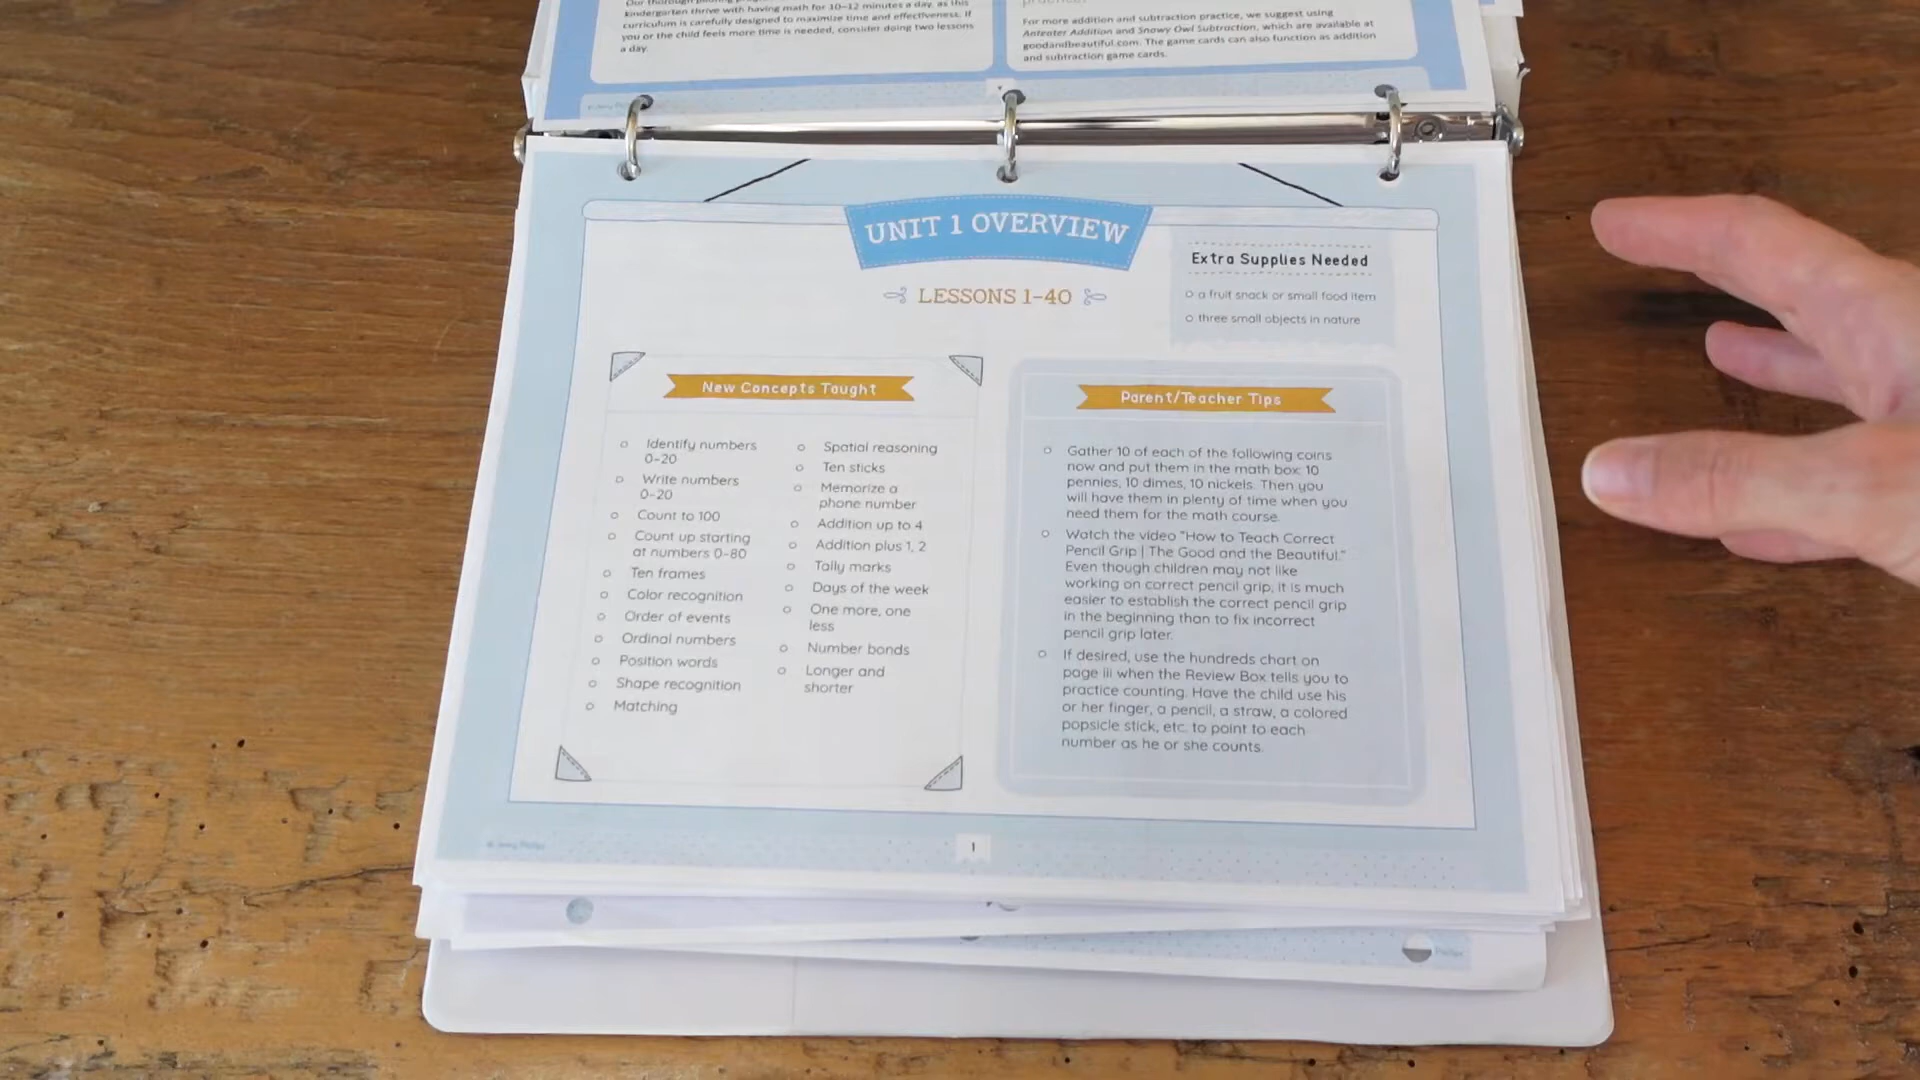 kindergarten thrive with having math for 10–12 minutes a day, as this
curriculum is carefully designed to maximize time and effectiveness. If
you or the child feels more time is needed, consider doing two lessons
a day.
For more addition and subtraction practice, we suggest using
Anteater Addition and Snowy Owl Subtraction, which are available at
goodandbeautiful.com. The game cards can also function as addition
and subtraction game cards.
UNIT 1 OVERVIEW
LESSONS 1–40
Extra Supplies Needed
a fruit snack or small food item
three small objects in nature
New Concepts Taught
Identify numbers
0–20
Write numbers
0–20
Count to 100
Count up starting
at numbers 0–80
Ten frames
Color recognition
Order of events
Ordinal numbers
Position words
Shape recognition
Matching
Spatial reasoning
Ten sticks
Memorize a
phone number
Addition up to 4
Addition plus 1, 2
Tally marks
Days of the week
One more, one
less
Number bonds
Longer and
shorter
Parent/Teacher Tips
Gather 10 of each of the following coins
now and put them in the math box: 10
pennies, 10 dimes, 10 nickels. Then you
will have them in plenty of time when you
need them for the math course.
Watch the video "How to Teach Correct
Pencil Grip | The Good and the Beautiful."
Even though children may not like
working on correct pencil grip, it is much
easier to establish the correct pencil grip
in the beginning than to fix incorrect
pencil grip later.
If desired, use the hundreds chart on
page iii when the Review Box tells you to
practice counting. Have the child use his
or her finger, a pencil, a straw, a colored
popsicle stick, etc. to point to each
number as he or she counts.
1